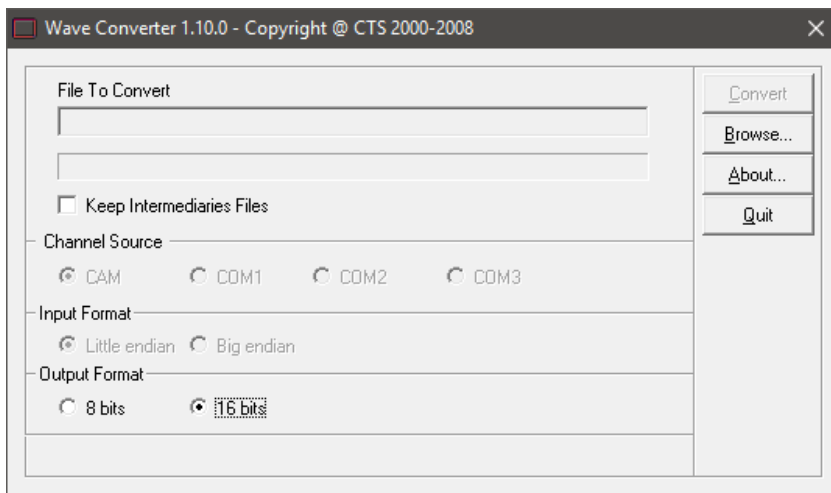 Wave Converter 1.10.0 - Copyright @ CTS 2000-2008
File To Convert
Keep Intermediaries Files
Channel Source
CAM COM1 COM2 COM3
Input Format
Little endian Big endian
Output Format
8 bits 16 bits
Convert
Browse...
About...
Quit